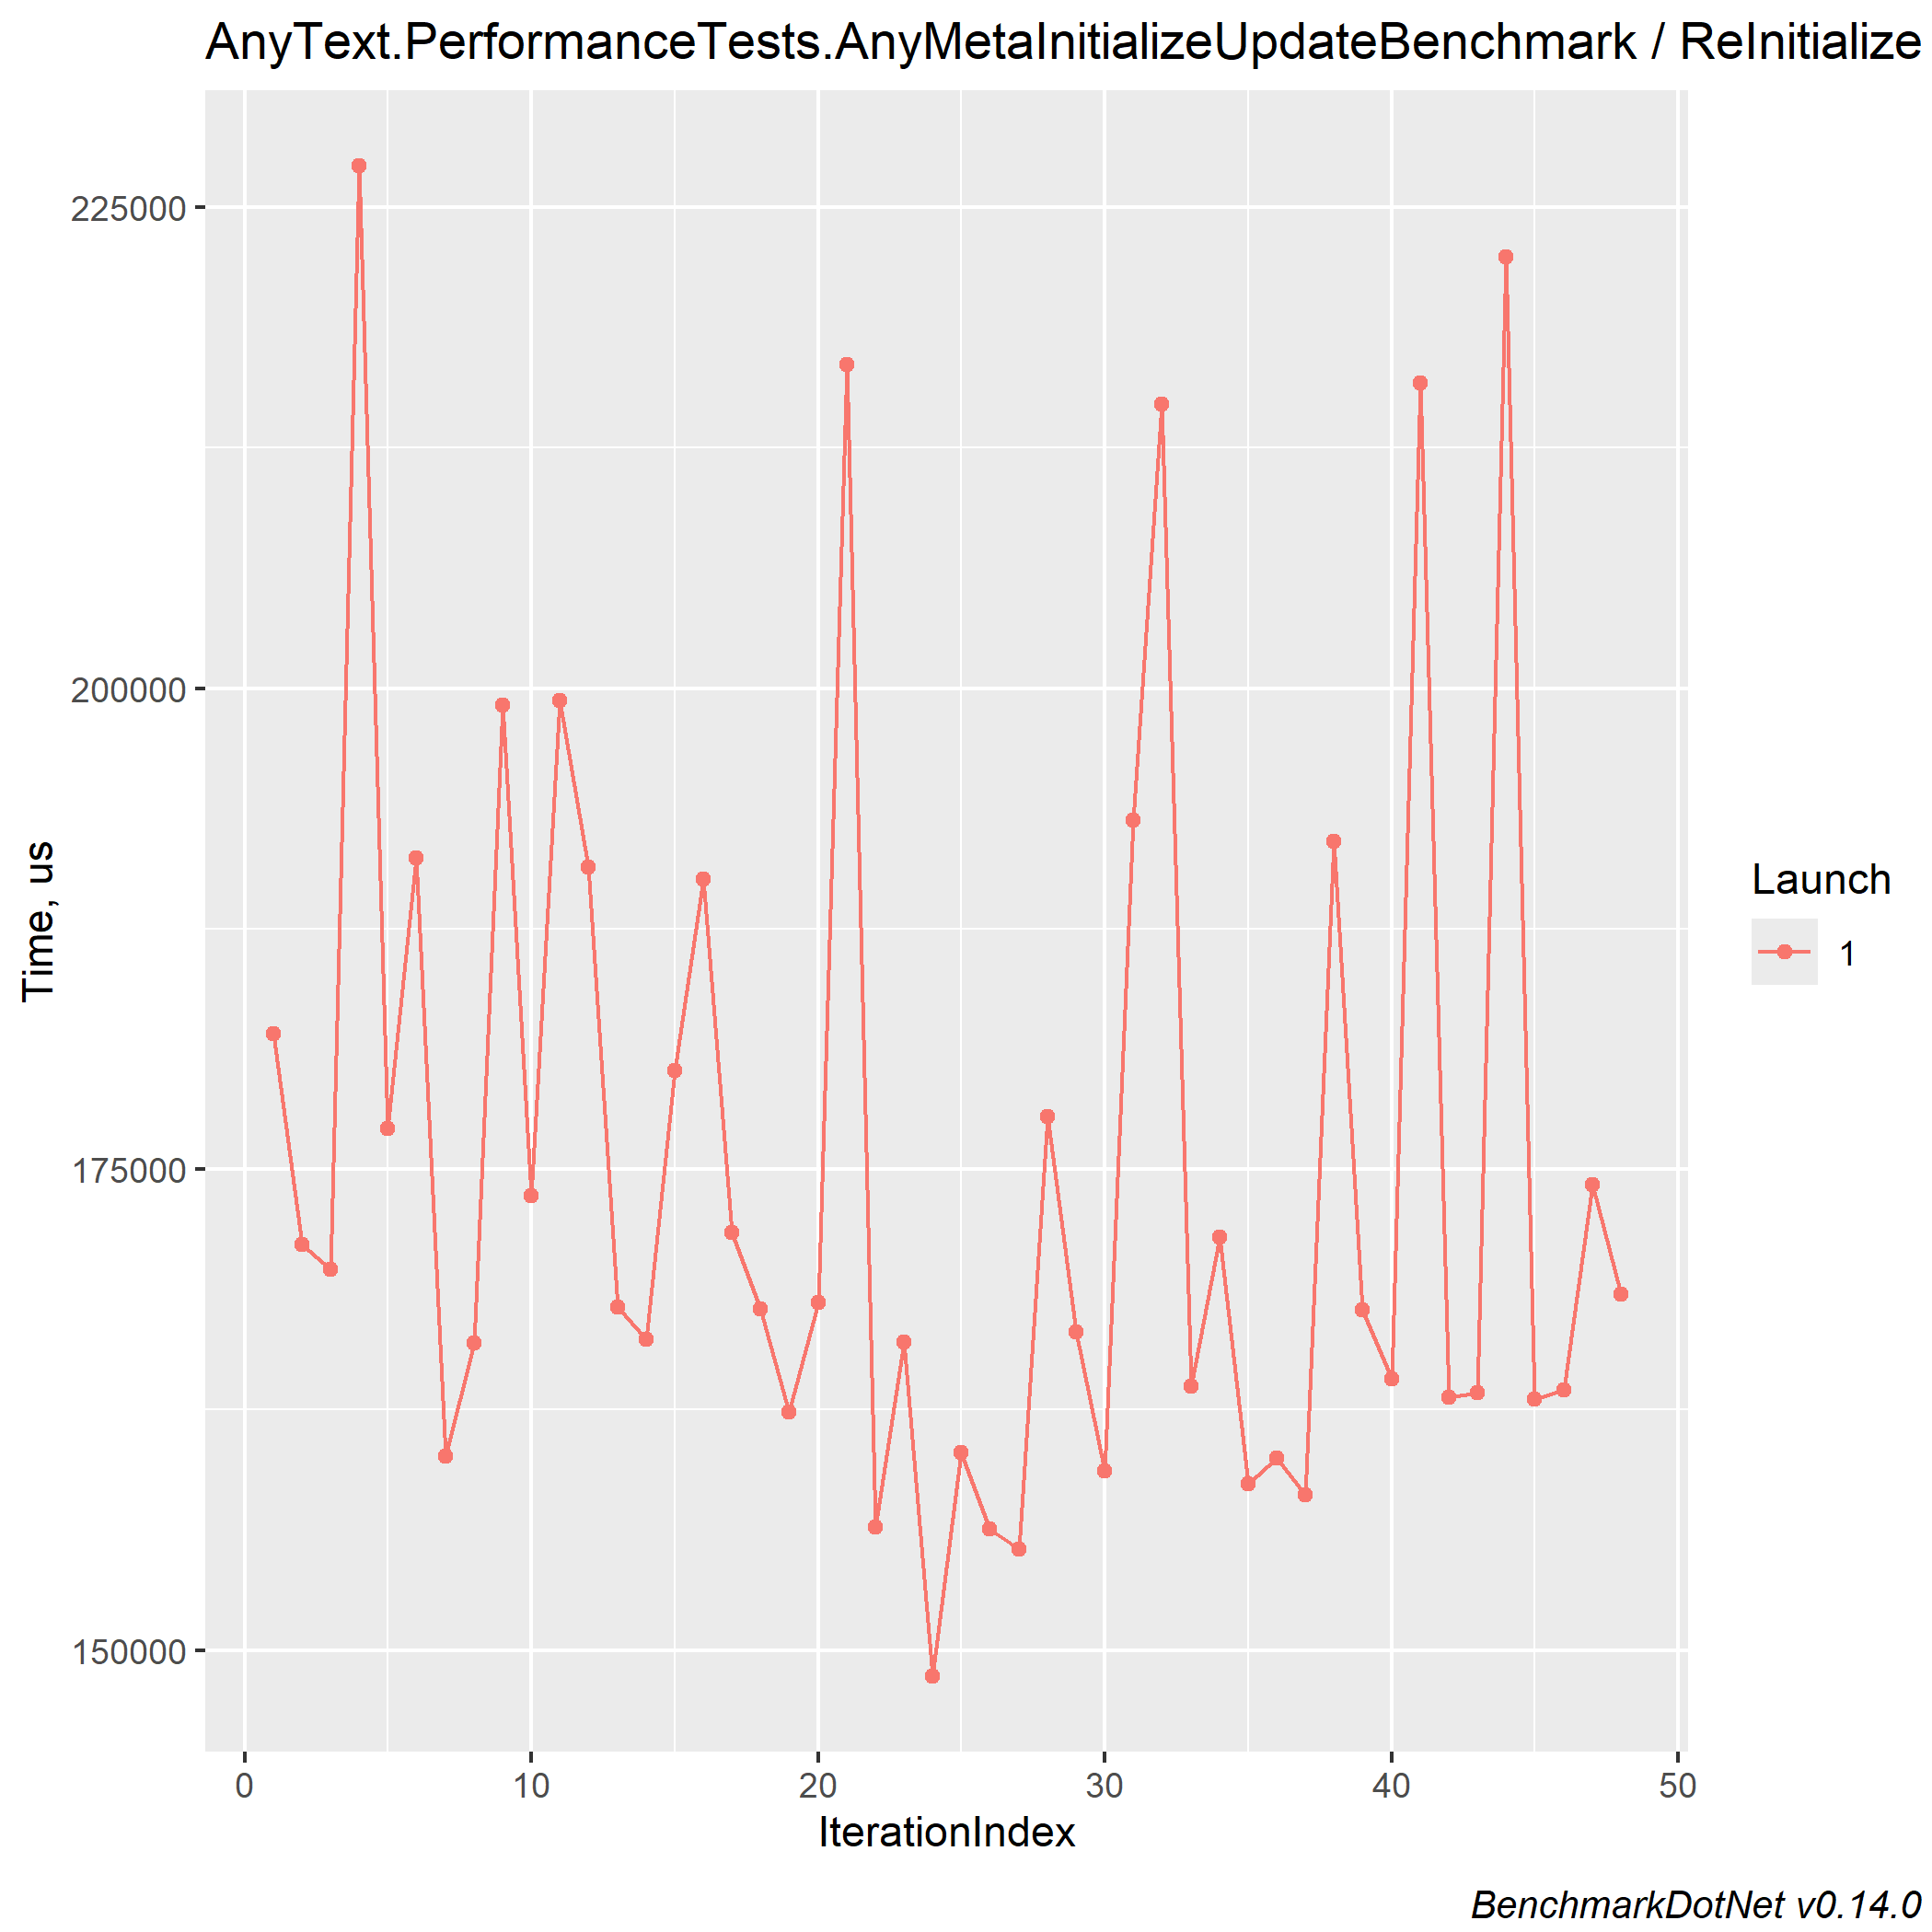 AnyText.PerformanceTests.AnyMetaInitializeUpdateBenchmark / ReInitialize
225000
200000
175000
150000
Time, us
0 10 20 30 40 50
IterationIndex
Launch
1
BenchmarkDotNet v0.14.0